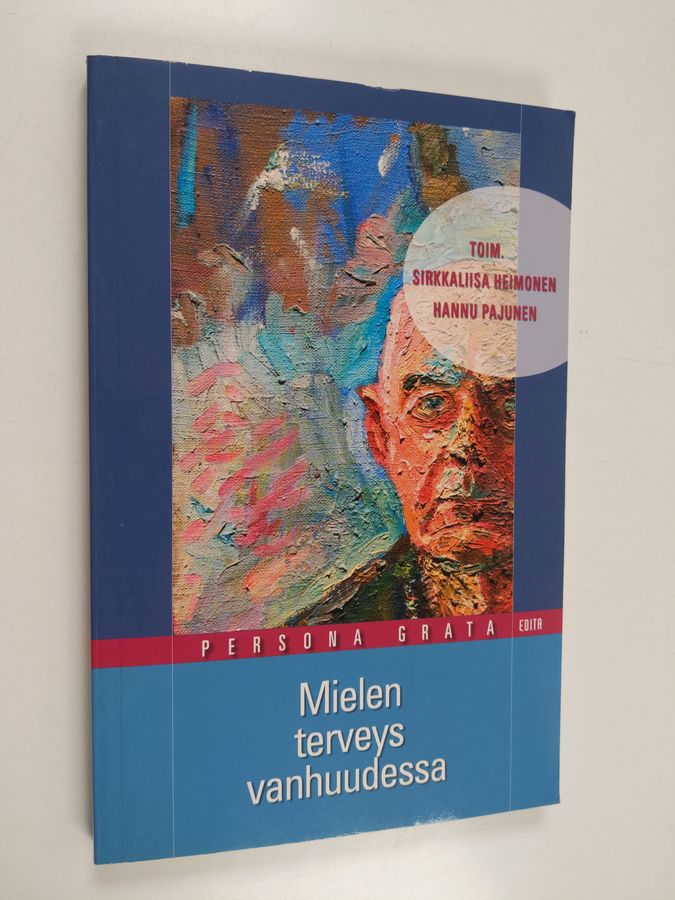 TOIM.
SIRKKALIISA HEIMONEN
HANNU PAJUNEN
PERSONA GRATA EDITA
Mielen
terveys
vanhuudessa